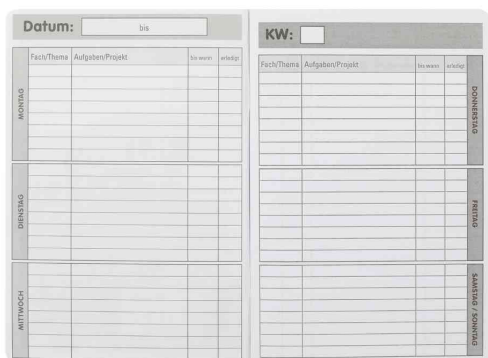 Datum: bis
Fach/Thema Aufgaben/Projekt bis wann erledigt
MONTAG
DIENSTAG
MITTWOCH
KW:
Fach/Thema Aufgaben/Projekt bis wann erledigt
DONNERSTAG
FREITAG
SAMSTAG / SONNTAG